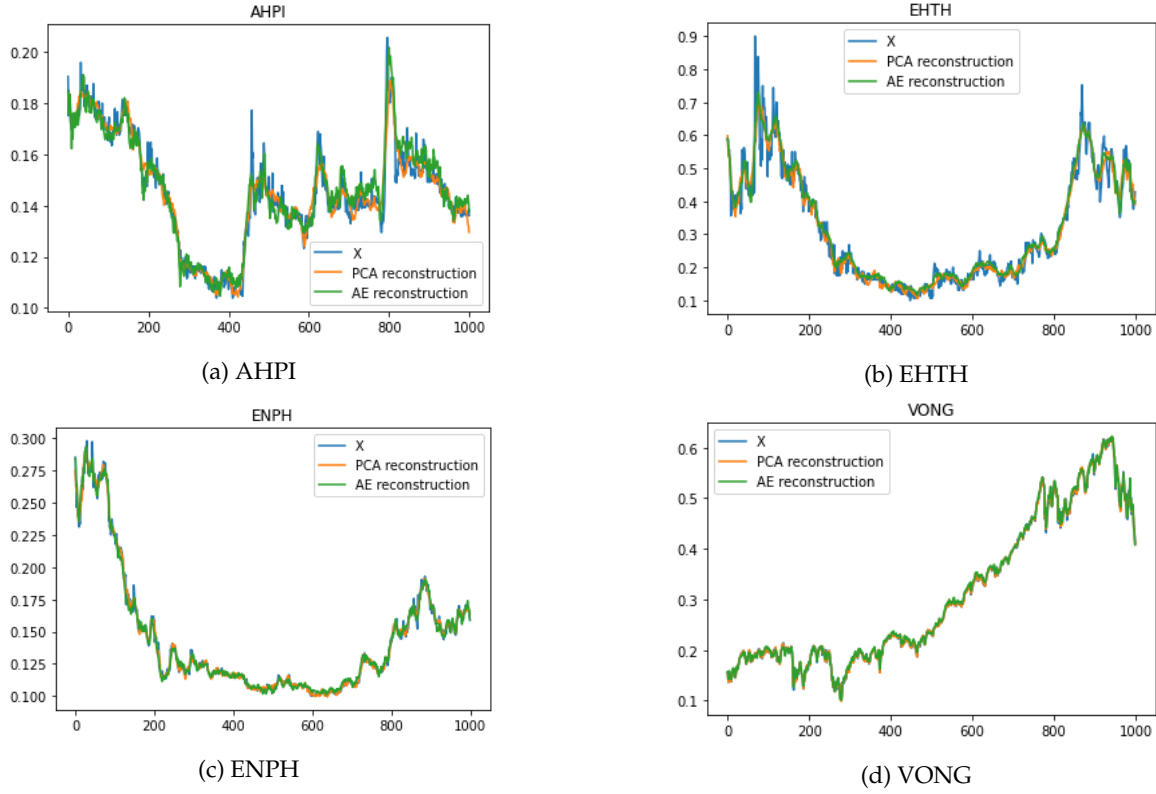 AHPI
0.20
0.18
0.16
0.14
0.12
0.10
X
PCA reconstruction
AE reconstruction
0 200 400 600 800 1000
(a) AHPI
EHTH
0.9
0.8
0.7
0.6
0.5
0.4
0.3
0.2
0.1
X
PCA reconstruction
AE reconstruction
0 200 400 600 800 1000
(b) EHTH
ENPH
0.300
0.275
0.250
0.225
0.200
0.175
0.150
0.125
0.100
X
PCA reconstruction
AE reconstruction
0 200 400 600 800 1000
(c) ENPH
VONG
0.6
0.5
0.4
0.3
0.2
0.1
X
PCA reconstruction
AE reconstruction
0 200 400 600 800 1000
(d) VONG